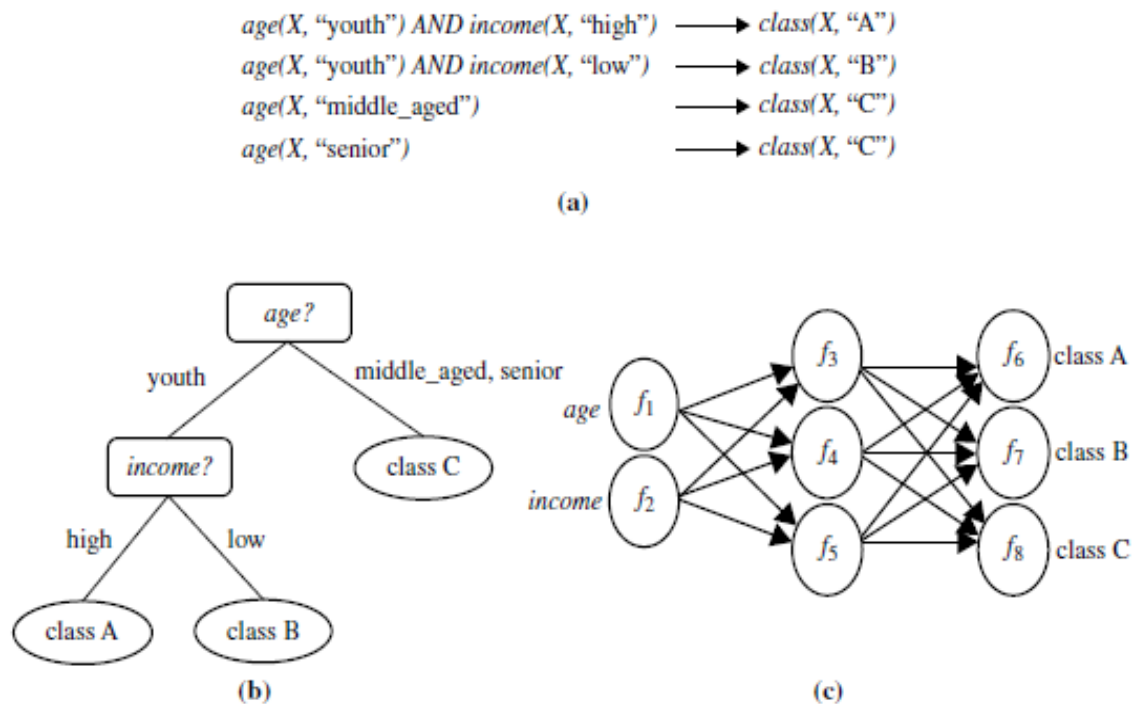 age(X, “youth”) AND income(X, “high”) class(X, “A”)
age(X, “youth”) AND income(X, “low”) class(X, “B”)
age(X, “middle_aged”) class(X, “C”)
age(X, “senior”) class(X, “C”)
(a)
age?
youth
middle_aged, senior
income?
class C
high
low
class A
class B
(b)
age
income
f1
f2
f3
f4
f5
f6
f7
f8
class A
class B
class C
(c)